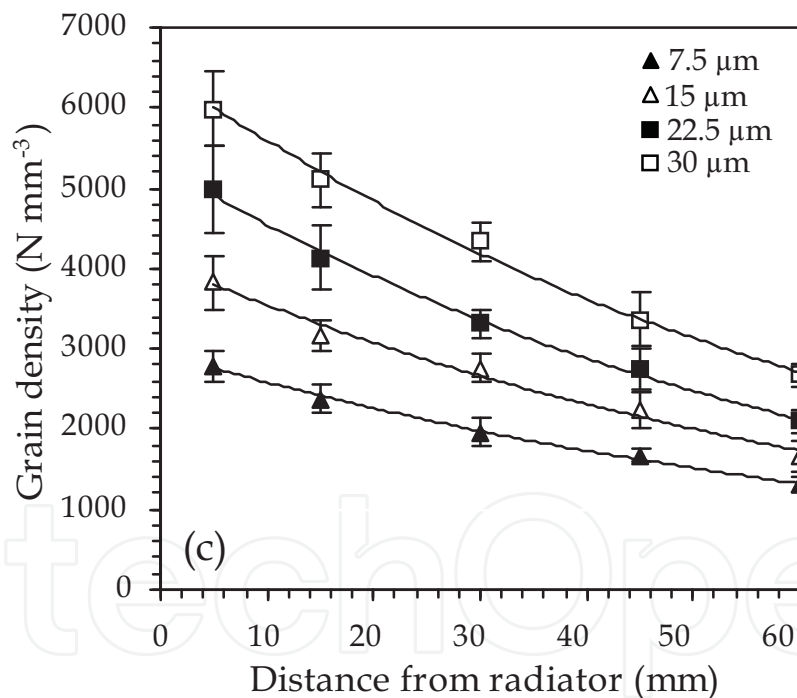 7000
6000
5000
4000
3000
2000
1000
0
Grain density (N mm⁻³)
7.5 µm
15 µm
22.5 µm
30 µm
(c)
techOpe
0 10 20 30 40 50 60
Distance from radiator (mm)